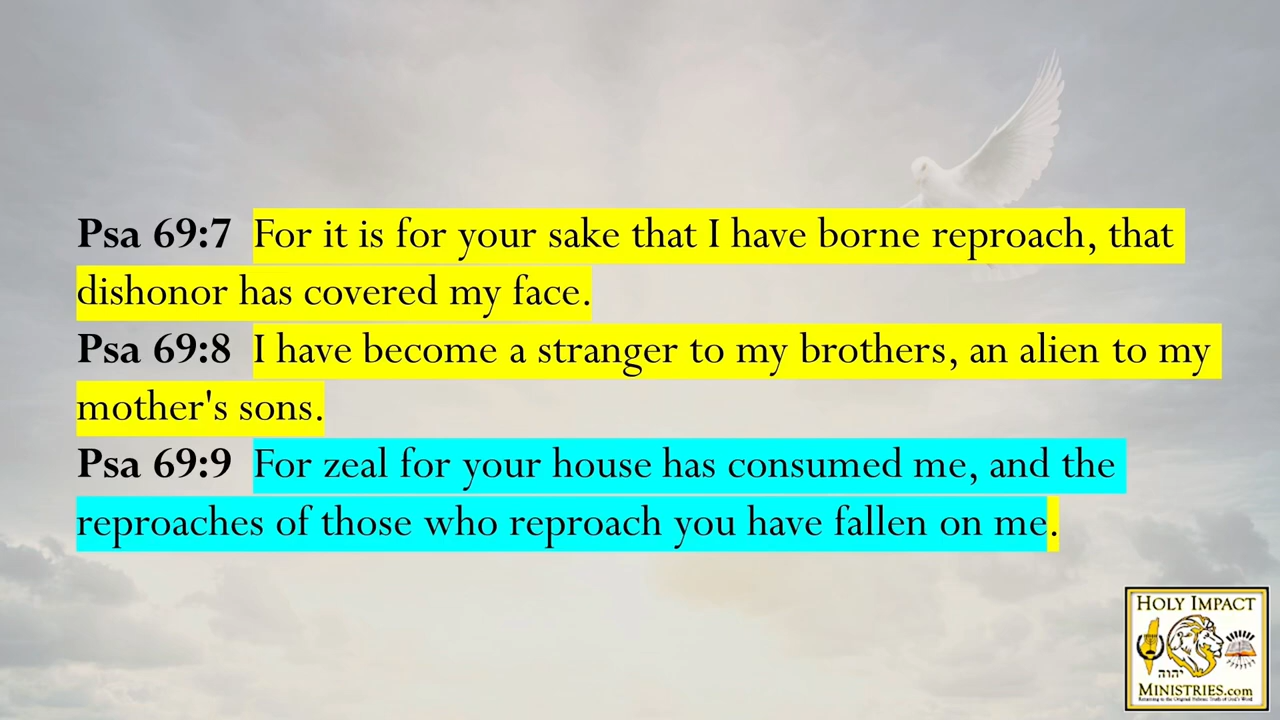 Psa 69:7 For it is for your sake that I have borne reproach, that
dishonor has covered my face.
Psa 69:8 I have become a stranger to my brothers, an alien to my
mother's sons.
Psa 69:9 For zeal for your house has consumed me, and the
reproaches of those who reproach you have fallen on me.
HOLY IMPACT
יהוה
MINISTRIES.com